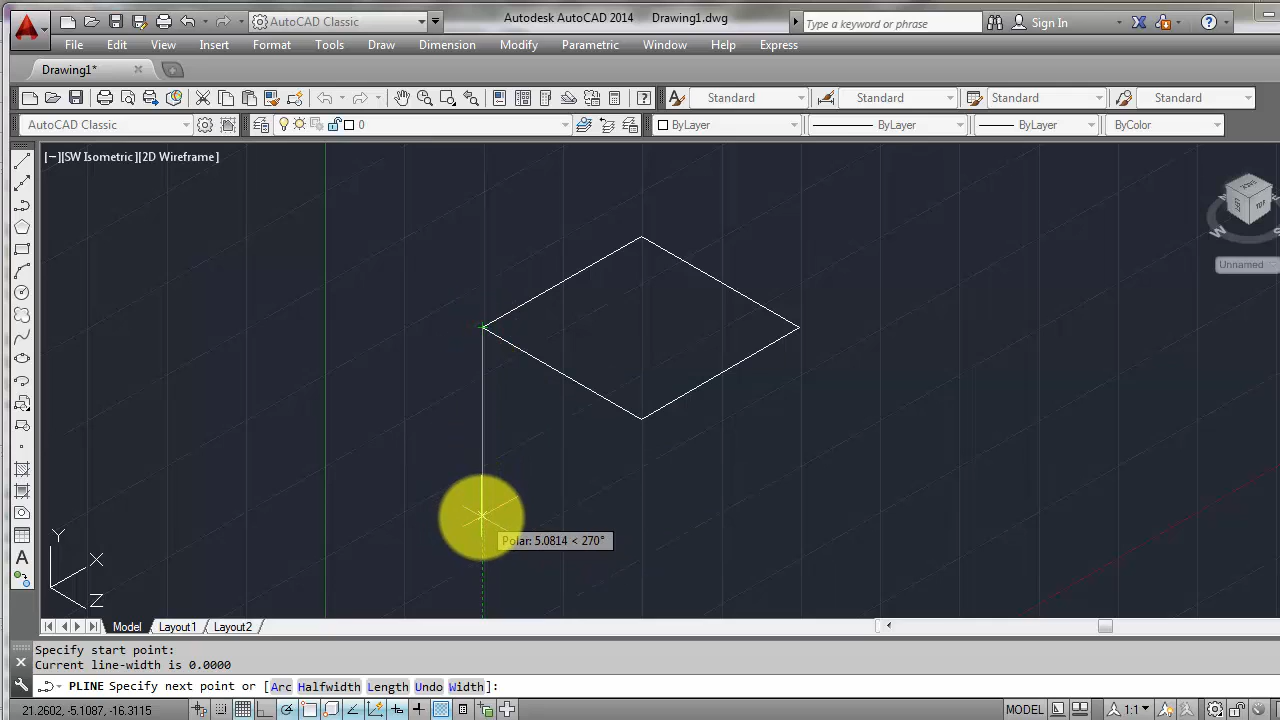 AutoCAD Classic
Autodesk AutoCAD 2014 Drawing1.dwg
Type a keyword or phrase
Sign In
File Edit View Insert Format Tools Draw Dimension Modify Parametric Window Help Express
Drawing1*
Standard Standard Standard Standard
AutoCAD Classic 0 ByLayer ByLayer ByLayer ByColor
[−][SW Isometric][2D Wireframe]
TOP
W S
Unnamed
Polar: 5.0814 < 270°
Y
X
Z
Model Layout1 Layout2
Specify start point:
Current line-width is 0.0000
PLINE Specify next point or [Arc Halfwidth Length Undo Width]:
21.2602, -5.1087, -16.3115 MODEL 1:1